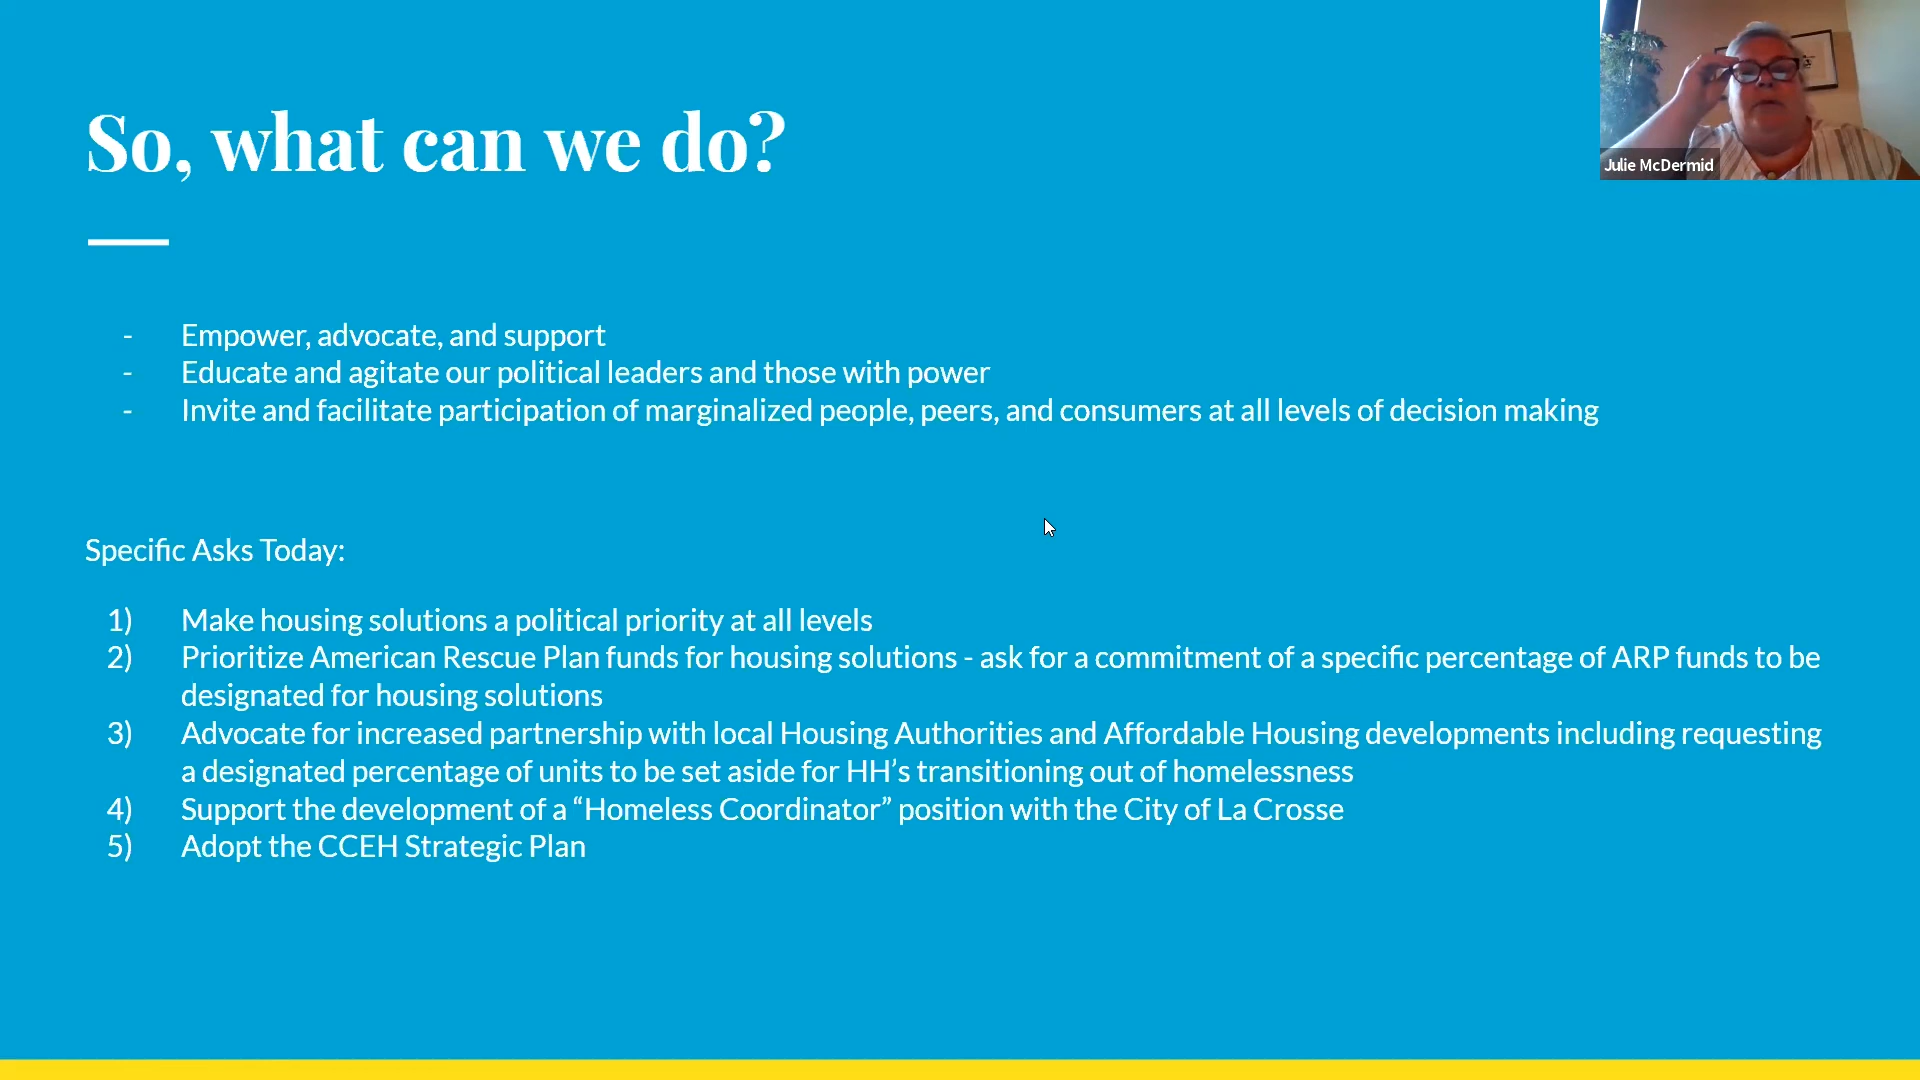 So, what can we do?
Julie McDermid
- Empower, advocate, and support
- Educate and agitate our political leaders and those with power
- Invite and facilitate participation of marginalized people, peers, and consumers at all levels of decision making
Specific Asks Today:
1) Make housing solutions a political priority at all levels
2) Prioritize American Rescue Plan funds for housing solutions - ask for a commitment of a specific percentage of ARP funds to be
designated for housing solutions
3) Advocate for increased partnership with local Housing Authorities and Affordable Housing developments including requesting
a designated percentage of units to be set aside for HH’s transitioning out of homelessness
4) Support the development of a “Homeless Coordinator” position with the City of La Crosse
5) Adopt the CCEH Strategic Plan